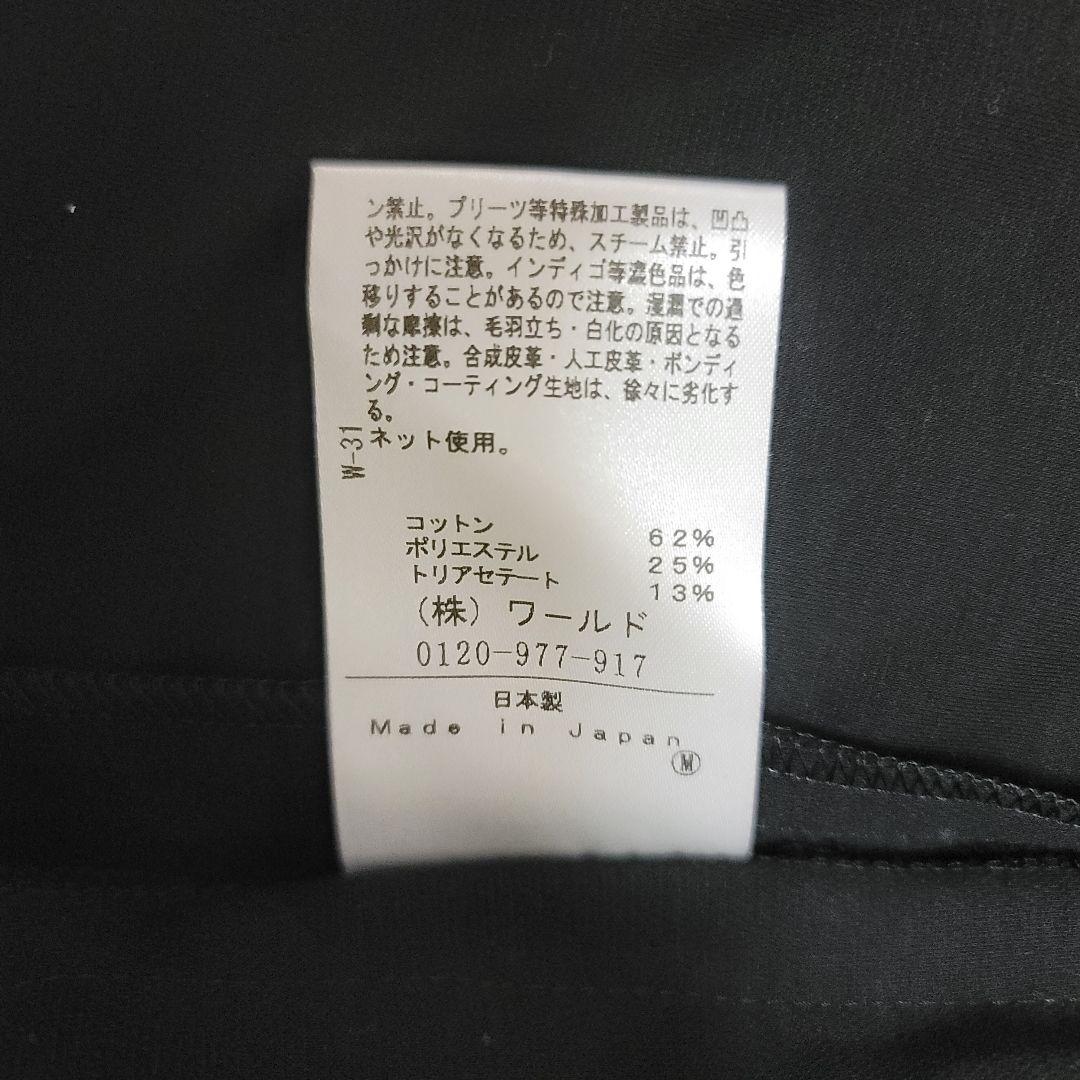 ン禁止。プリーツ等特殊加工製品は、凹凸
や光沢がなくなるため、スチーム禁止。引
っかけに注意。インディゴ等濃色品は、色
移りすることがあるので注意。湿潤での過
剰な摩擦は、毛羽立ち・白化の原因となる
ため注意。合成皮革・人工皮革・ボンディ
ング・コーティング生地は、徐々に劣化す
る。
W-31
ネット使用。
コットン 62%
ポリエステル 25%
トリアセテート 13%
(株) ワールド
0120-977-917
日本製
Made in Japan
Ⓜ